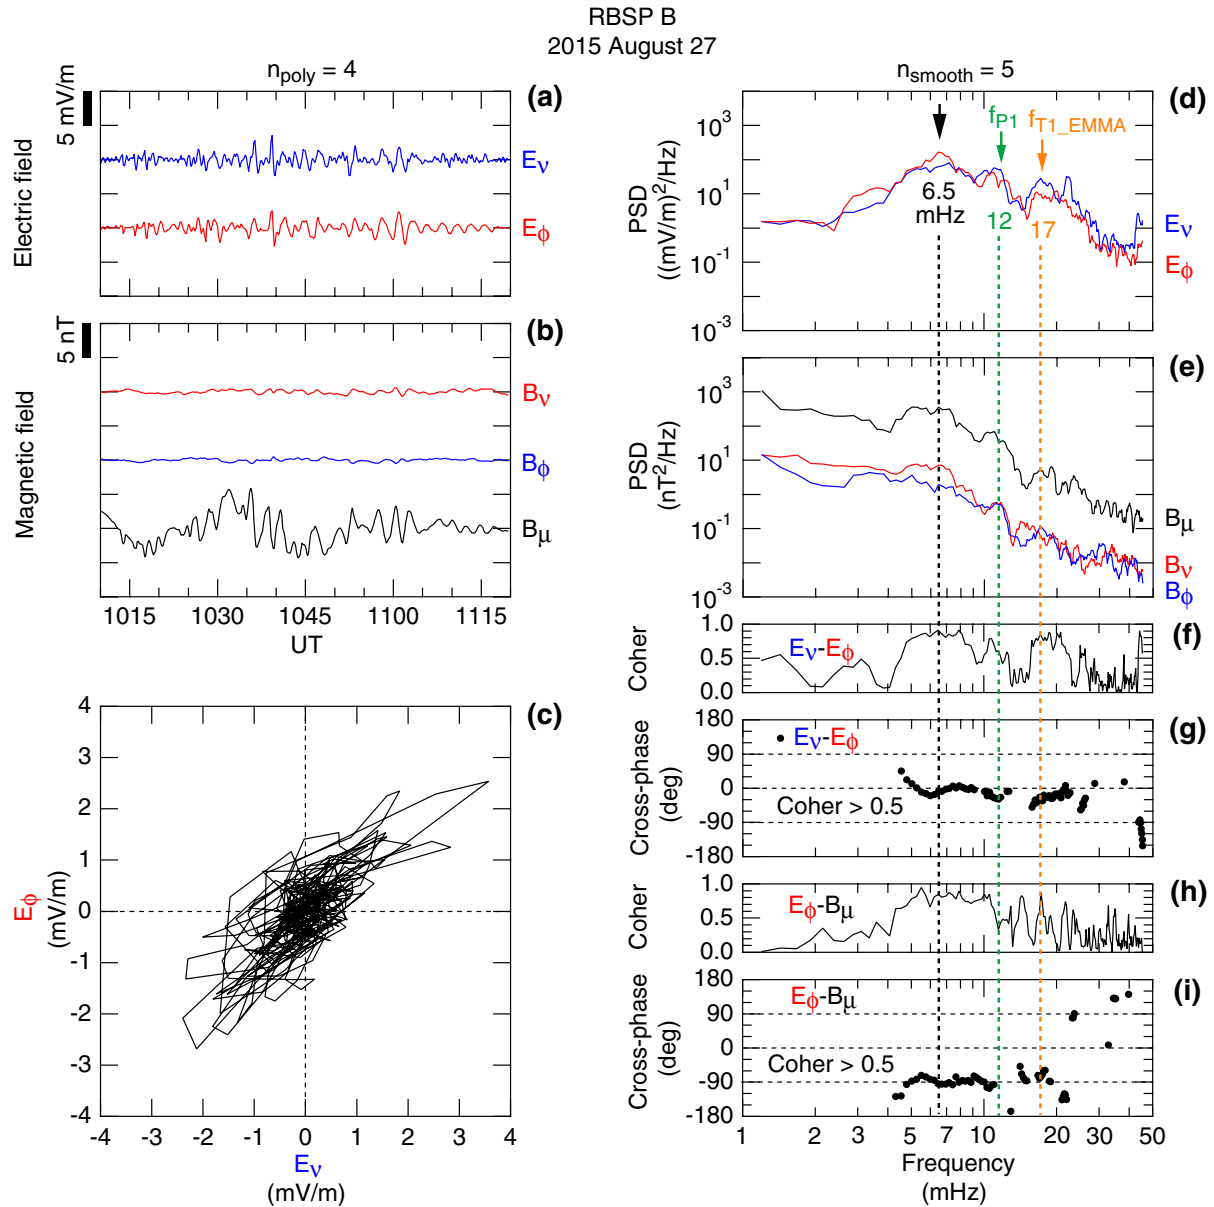 RBSP B
2015 August 27
n_poly = 4
(a)
5 mV/m
Electric field
E_ν
E_ϕ
(b)
5 nT
Magnetic field
B_ν
B_ϕ
B_μ
1015 1030 1045 1100 1115
UT
(c)
4
3
2
1
0
-1
-2
-3
-4
E_ϕ
(mV/m)
-4 -3 -2 -1 0 1 2 3 4
E_ν
(mV/m)
n_smooth = 5
(d)
10^3
10^1
10^-1
10^-3
PSD
((mV/m)^2/Hz)
f_P1
f_T1_EMMA
6.5
mHz
12
17
E_ν
E_ϕ
(e)
10^3
10^1
10^-1
10^-3
PSD
(nT^2/Hz)
B_μ
B_ν
B_ϕ
(f)
1.0
0.5
0.0
Coher
E_ν-E_ϕ
(g)
180
90
0
-90
-180
Cross-phase
(deg)
E_ν-E_ϕ
Coher > 0.5
(h)
1.0
0.5
0.0
Coher
E_ϕ-B_μ
(i)
180
90
0
-90
-180
Cross-phase
(deg)
E_ϕ-B_μ
Coher > 0.5
1 2 5 7 10 20 30 50
Frequency
(mHz)